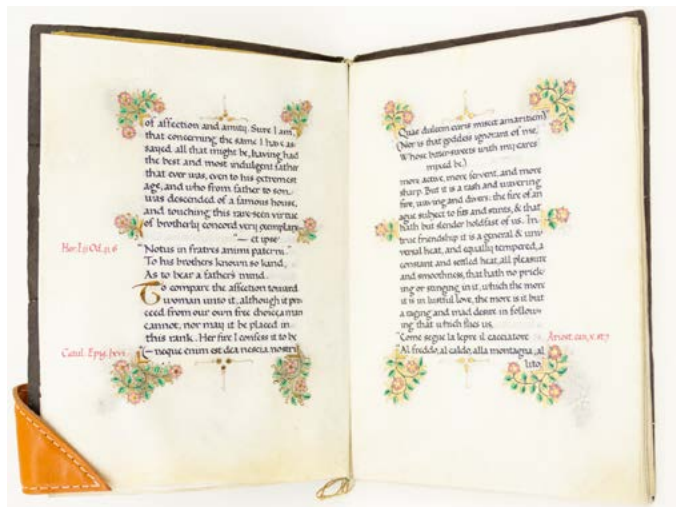 of affection and amity. Sure I am,
that concerning the same I have as-
sayed all that might be, having had
the best and most indulgent father
that ever was, even to his extremest
age, and who from father to son
was descended of a famous house,
and touching this rare-seen virtue
of brotherly concord very exemplare
"— et ipse
Hor. l. ij Od. ij. 6
"Notus in fratres animi paterni."
To his brothers known so kind,
As to bear a father's mind.
To compare the affection toward
woman unto it, although it pro-
ceed from our own free choice, a man
cannot, nor may it be placed in
this rank. Her fire I confess it to be
Catul. Epig. lxvi.
"(— neque enim est dea nescia nostri
Quae dulcem curis miscet amaritiem)
(Nor is that goddess ignorant of me,
Whose bitter-sweets with my cares
mixed be.)
more active, more fervent, and more
sharp. But it is a rash and wavering
fire, waving and divers: the fire of an
ague subject to fits and stints, & that
hath but slender holdfast of us. In
true friendship it is a general & uni-
versal heat, and equally tempered, a
constant and settled heat, all pleasure
and smoothness, that hath no prick-
ing or stinging in it, which the more
it is in lustful love, the more is it but
a raging and mad desire in follow-
ing that which flies us,
"Come segue la lepre il cacciatore
Ariost. can. x. st. 7
Al freddo, al caldo, alla montagna, al
lito,